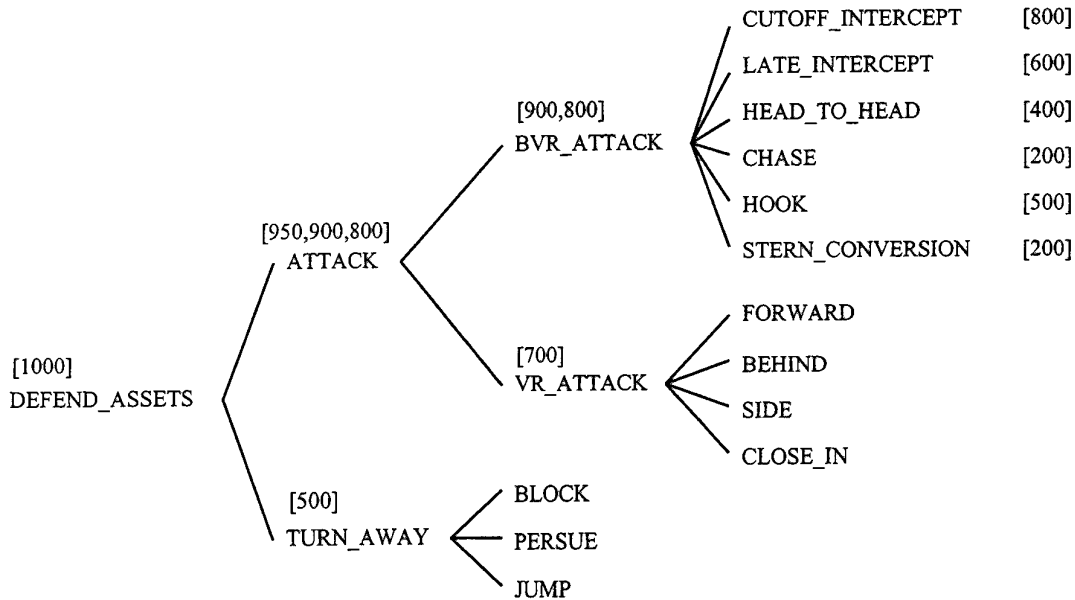 CUTOFF_INTERCEPT [800]
LATE_INTERCEPT [600]
[900,800]
HEAD_TO_HEAD [400]
BVR_ATTACK
CHASE [200]
HOOK [500]
[950,900,800]
STERN_CONVERSION [200]
ATTACK
FORWARD
[700]
[1000]
BEHIND
VR_ATTACK
DEFEND_ASSETS
SIDE
CLOSE_IN
[500]
BLOCK
TURN_AWAY
PERSUE
JUMP